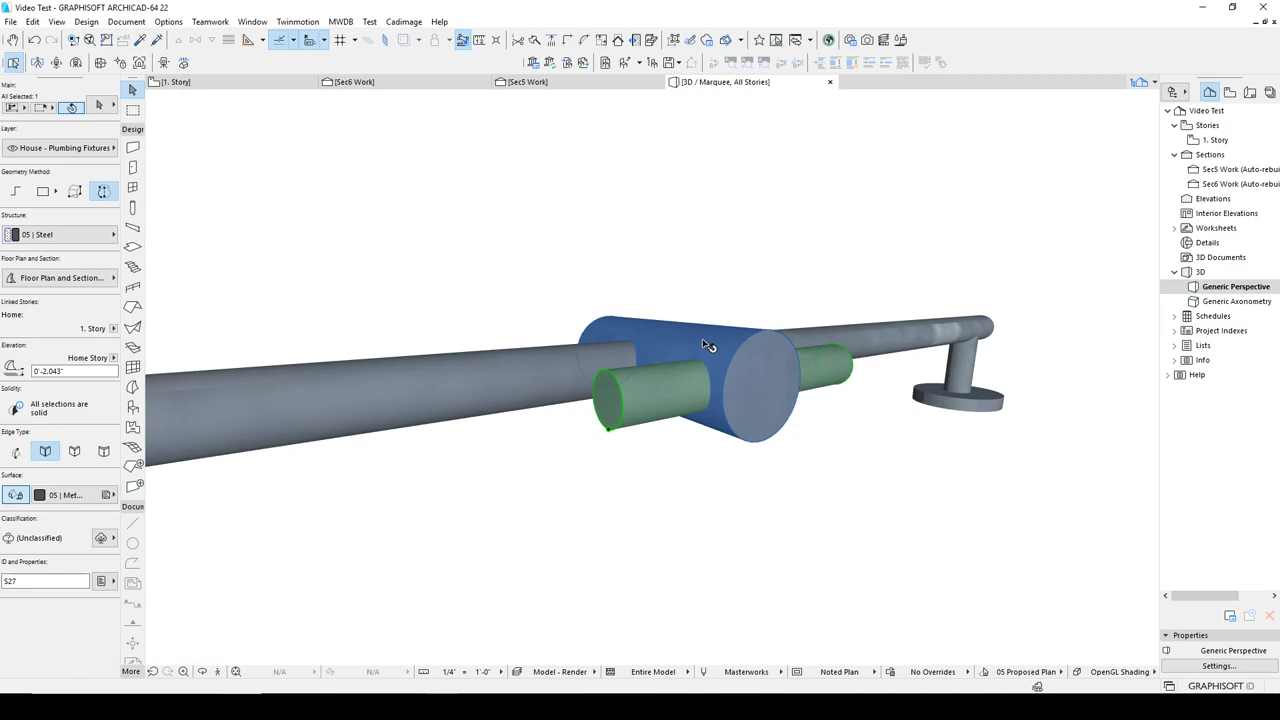 Video Test - GRAPHISOFT ARCHICAD-64 22
File Edit View Design Document Options Teamwork Window Twinmotion MWDB Test Cadimage Help
[1. Story] [Sec6 Work] [Sec5 Work] [3D / Marquee, All Stories]
Main:
All Selected: 1
Layer:
House - Plumbing Fixtures
Geometry Method:
Structure:
05 | Steel
Floor Plan and Section:
Floor Plan and Section...
Linked Stories:
Home:
1. Story
Elevation:
Home Story
0'-2.043"
Solidity:
All selections are
solid
Edge Type:
Surface:
05 | Met...
Classification:
(Unclassified)
ID and Properties:
S27
Desig
Docun
More
Video Test
Stories
1. Story
Sections
Sec5 Work (Auto-rebui
Sec6 Work (Auto-rebui
Elevations
Interior Elevations
Worksheets
Details
3D Documents
3D
Generic Perspective
Generic Axonometry
Schedules
Project Indexes
Lists
Info
Help
Properties
Generic Perspective
Settings...
N/A N/A 1/4" = 1'-0" Model - Render Entire Model Masterworks Noted Plan No Overrides 05 Proposed Plan OpenGL Shading
GRAPHISOFT ID